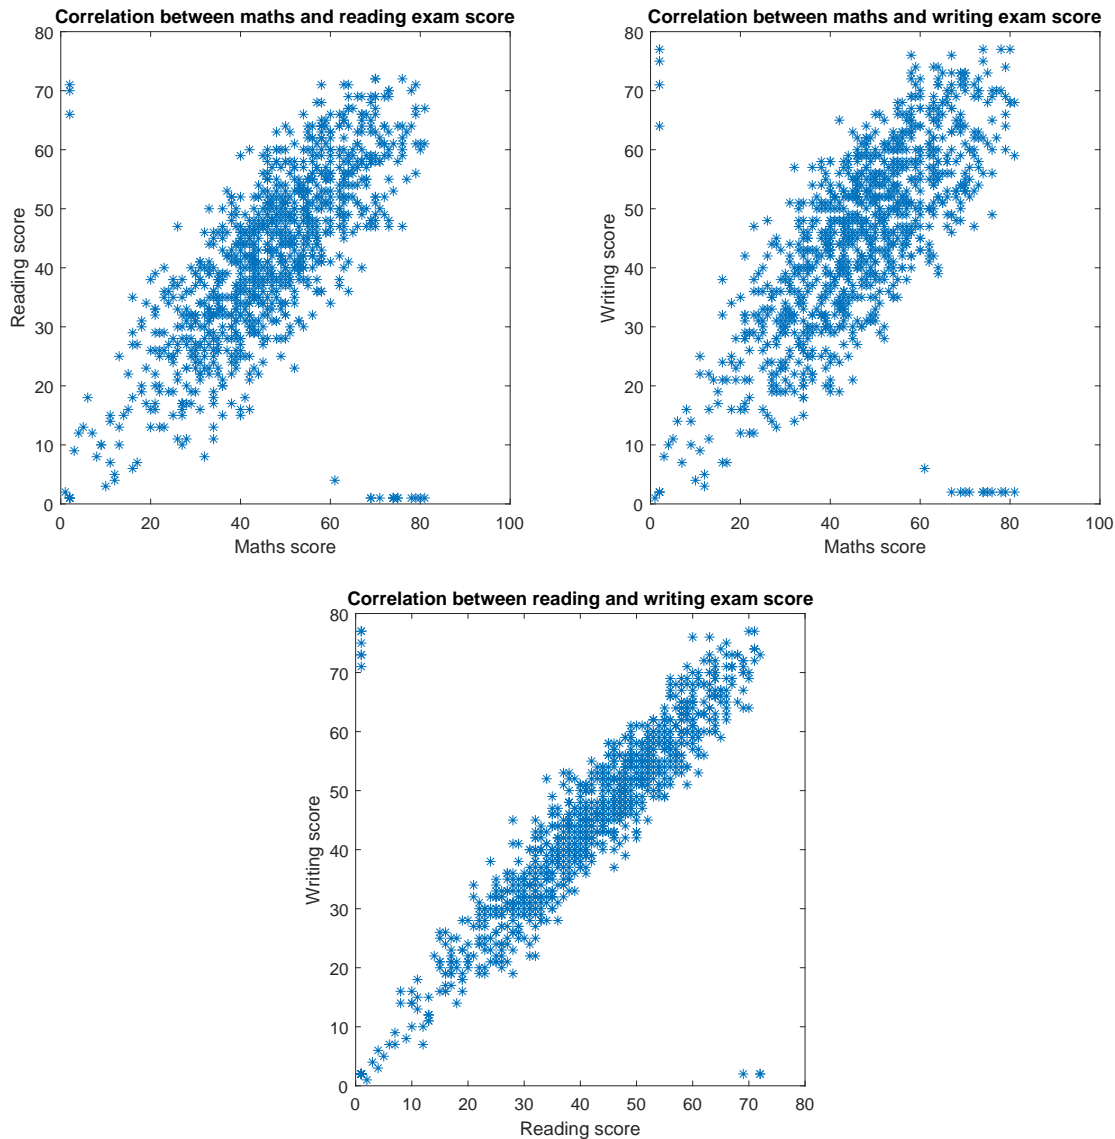 Correlation between maths and reading exam score
80
70
60
50
40
30
20
10
0
Reading score
0 20 40 60 80 100
Maths score
Correlation between maths and writing exam score
80
70
60
50
40
30
20
10
0
Writing score
0 20 40 60 80 100
Maths score
Correlation between reading and writing exam score
80
70
60
50
40
30
20
10
0
Writing score
0 10 20 30 40 50 60 70 80
Reading score